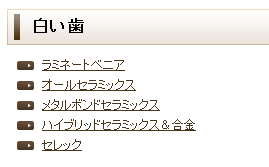 白い歯
ラミネートベニア
オールセラミックス
メタルボンドセラミックス
ハイブリッドセラミックス＆合金
セレック